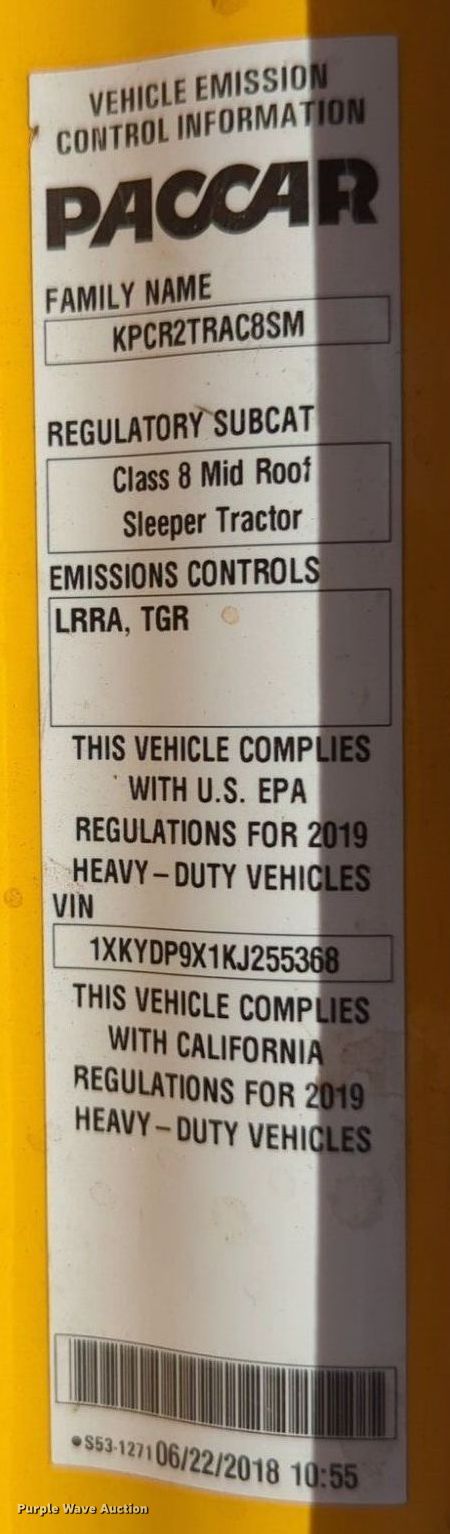 VEHICLE EMISSION
CONTROL INFORMATION
PACCAR
FAMILY NAME
KPCR2TRAC8SM
REGULATORY SUBCAT
Class 8 Mid Roof
Sleeper Tractor
EMISSIONS CONTROLS
LRRA, TGR
THIS VEHICLE COMPLIES
WITH U.S. EPA
REGULATIONS FOR 2019
HEAVY-DUTY VEHICLES
VIN
1XKYDP9X1KJ255368
THIS VEHICLE COMPLIES
WITH CALIFORNIA
REGULATIONS FOR 2019
HEAVY-DUTY VEHICLES
S53-1271 06/22/2018 10:55
Purple Wave Auction